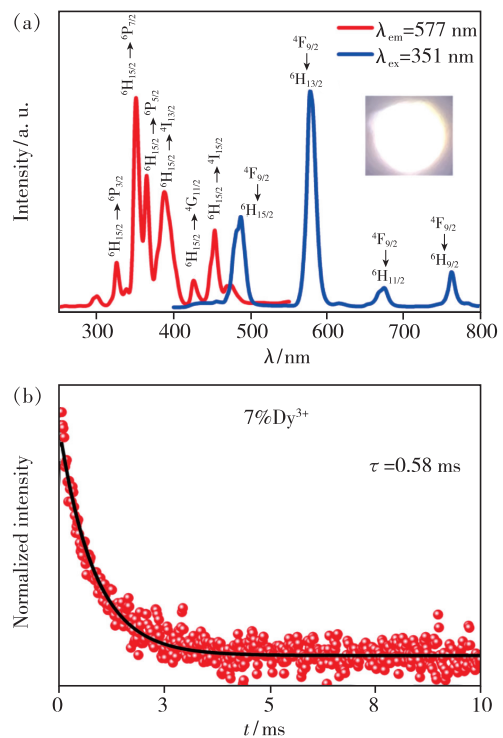 (a)
λem=577 nm
λex=351 nm
⁶H₁₅/₂→⁶P₃/₂
⁶H₁₅/₂→⁶P₇/₂
⁶H₁₅/₂→⁶P₅/₂
⁶H₁₅/₂→⁴I₁₃/₂
⁶H₁₅/₂→⁴G₁₁/₂
⁶H₁₅/₂→⁴I₁₅/₂
⁴F₉/₂
↓
⁶H₁₅/₂
⁴F₉/₂
↓
⁶H₁₃/₂
⁴F₉/₂
↓
⁶H₁₁/₂
⁴F₉/₂
↓
⁶H₉/₂
Intensity/a. u.
300 400 500 600 700 800
λ/nm
(b)
7%Dy³⁺
τ=0.58 ms
Normalized intensity
0 3 5 8 10
t/ms